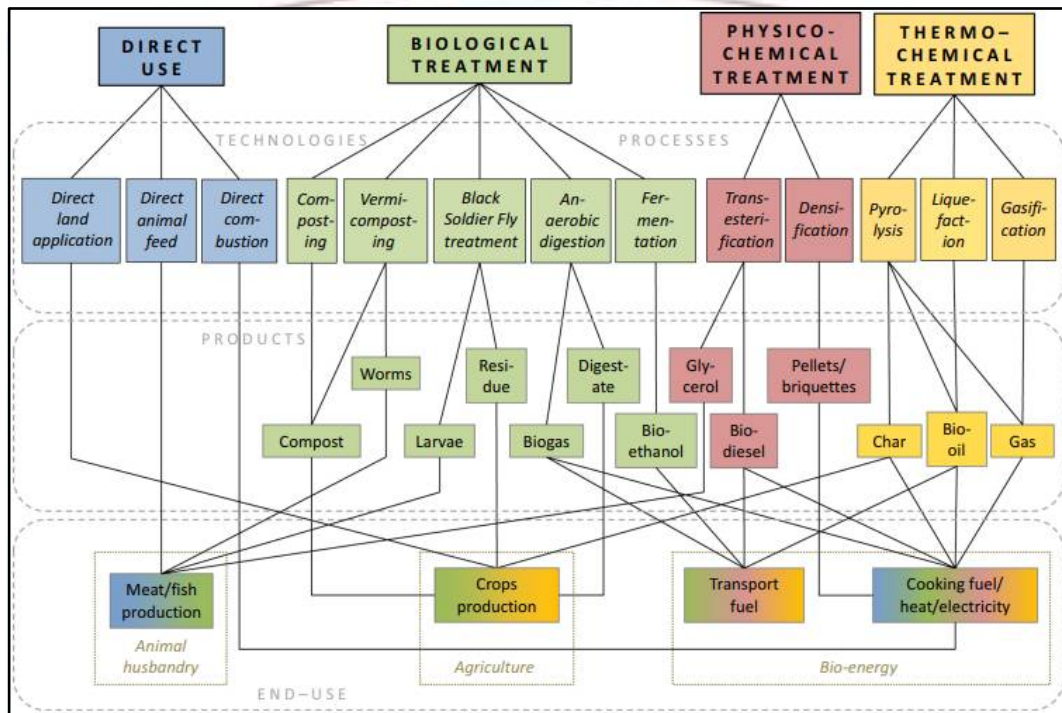 DIRECT
USE
BIOLOGICAL
TREATMENT
PHYSICO-
CHEMICAL
TREATMENT
THERMO–
CHEMICAL
TREATMENT
TECHNOLOGIES
PROCESSES
Direct
land
application
Direct
animal
feed
Direct
com-
bustion
Com-
post-
ing
Vermi-
compost-
ing
Black
Soldier Fly
treatment
An-
aerobic
digestion
Fer-
men-
tation
Trans-
esteri-
fication
Densi-
fication
Pyro-
lysis
Lique-
fact-
ion
Gasifi-
cation
PRODUCTS
Worms
Resi-
due
Digest-
ate
Gly-
cerol
Pellets/
briquettes
Compost
Larvae
Biogas
Bio-
ethanol
Bio-
diesel
Char
Bio-
oil
Gas
Meat/fish
production
Crops
production
Transport
fuel
Cooking fuel/
heat/electricity
Animal
husbandry
Agriculture
Bio-energy
END–USE